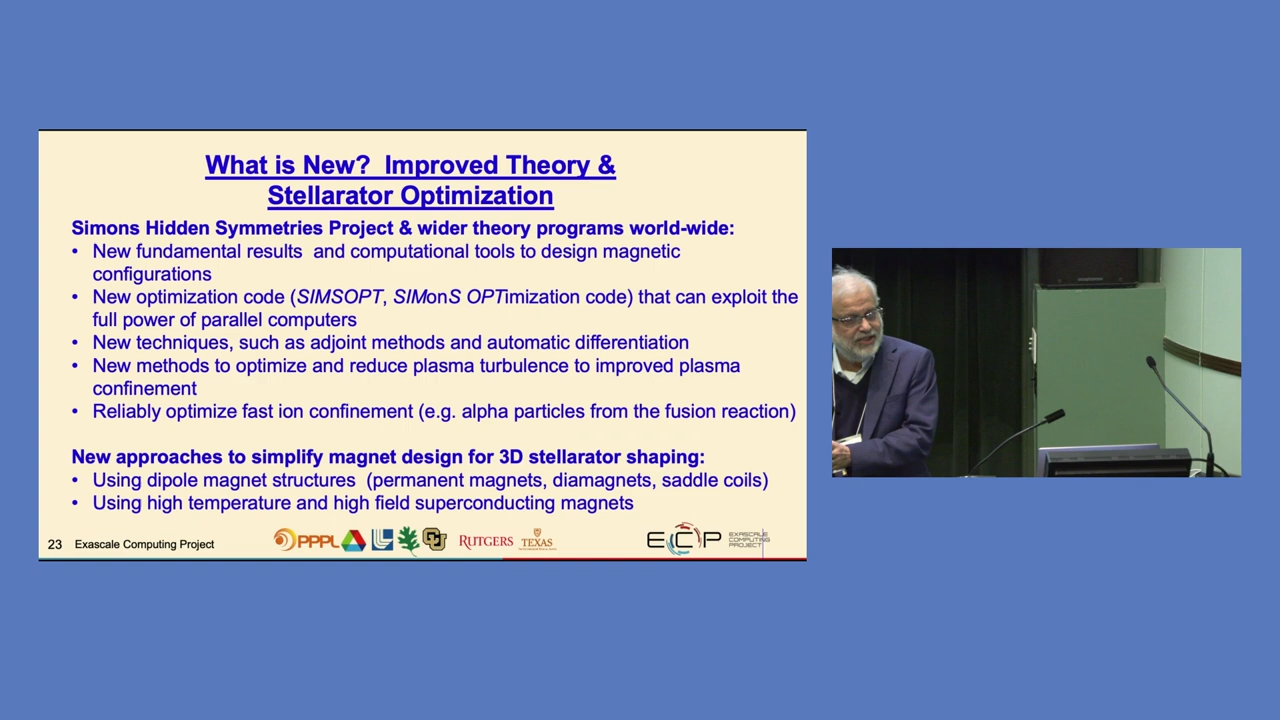 What is New?  Improved Theory &
Stellarator Optimization
Simons Hidden Symmetries Project & wider theory programs world-wide:
• New fundamental results  and computational tools to design magnetic
configurations
• New optimization code (SIMSOPT, SIMonS OPTimization code) that can exploit the
full power of parallel computers
• New techniques, such as adjoint methods and automatic differentiation
• New methods to optimize and reduce plasma turbulence to improved plasma
confinement
• Reliably optimize fast ion confinement (e.g. alpha particles from the fusion reaction)
New approaches to simplify magnet design for 3D stellarator shaping:
• Using dipole magnet structures  (permanent magnets, diamagnets, saddle coils)
• Using high temperature and high field superconducting magnets
23 Exascale Computing Project
PPPL CU RUTGERS TEXAS
ECP EXASCALE
COMPUTING
PROJECT